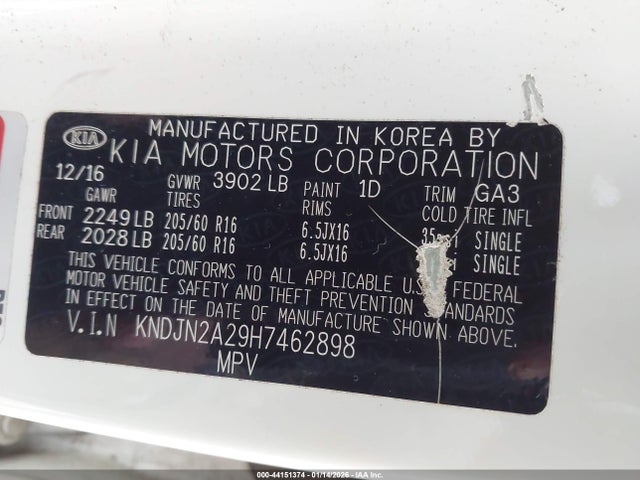 KIA MANUFACTURED IN KOREA BY
KIA MOTORS CORPORATION
12/16 GVWR 3902 LB PAINT 1D TRIM GA3
GAWR TIRES RIMS COLD TIRE INFL
FRONT 2249 LB 205/60 R16 6.5JX16 SINGLE
REAR 2028 LB 205/60 R16 6.5JX16 SINGLE
THIS VEHICLE CONFORMS TO ALL APPLICABLE FEDERAL
MOTOR VEHICLE SAFETY AND THEFT PREVENTION STANDARDS
IN EFFECT ON THE DATE OF MANUFACTURE SHOWN ABOVE.
V.I.N KNDJN2A29H7462898
MPV
000-44151374 - 01/14/2026 - IAAI Inc.